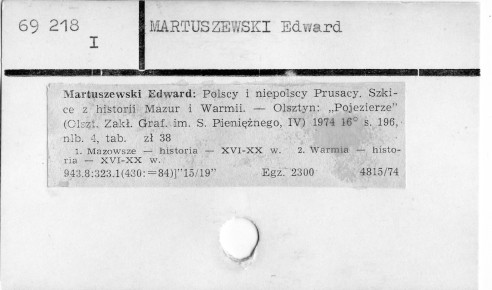 69 218
I
MARTUSZEWSKI Edward
Martuszewski Edward: Polscy i niepolscy Prusacy. Szki-
ce z historii Mazur i Warmii. — Olsztyn: „Pojezierze”
(Olszt. Zakł. Graf. im. S. Pieniężnego, IV) 1974 16° s. 196,
nlb. 4, tab. zł 38
1. Mazowsze — historia — XVI-XX w. 2. Warmia — histo-
ria — XVI-XX w.
943.8:323.1(430:=84)]"15/19" Egz. 2300 4815/74